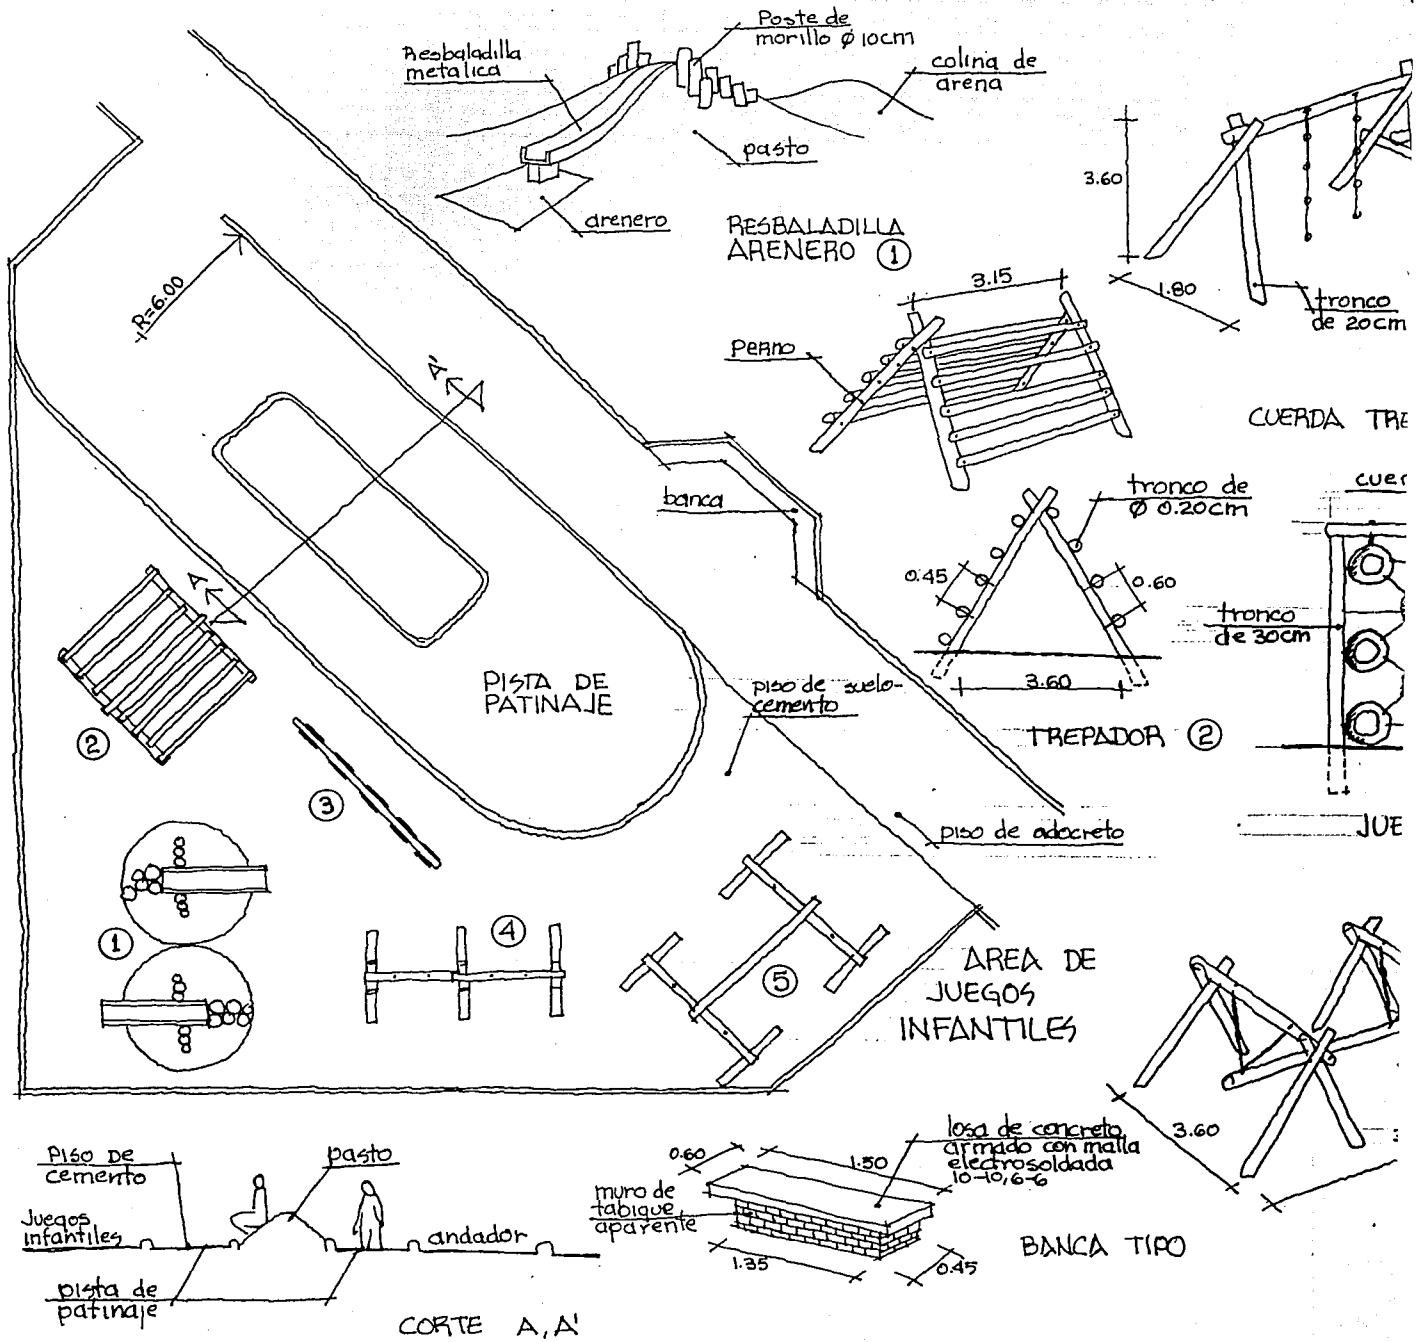 Resbaladilla
metalica
Poste de
morillo Ø 10cm
colina de
arena
pasto
arenero
RESBALADILLA
ARENERO 1
3.60
1.80
tronco
de 20cm
CUERDA
R=6.00
3.15
perno
A'
A
banca
tronco de
Ø 0.20cm
0.45
0.60
3.60
TREPADOR 2
tronco
de 30cm
PISTA DE
PATINAJE
piso de suelo-
cemento
piso de adocreto
2
3
1
4
5
AREA DE
JUEGOS
INFANTILES
3.60
PISO DE
cemento
pasto
Juegos
infantiles
andador
pista de
patinaje
CORTE A, A'
0.60
1.50
losa de concreto
armado con malla
electrosoldada
10-10, 6-6
muro de
tabique
aparente
1.35
0.45
BANCA TIPO